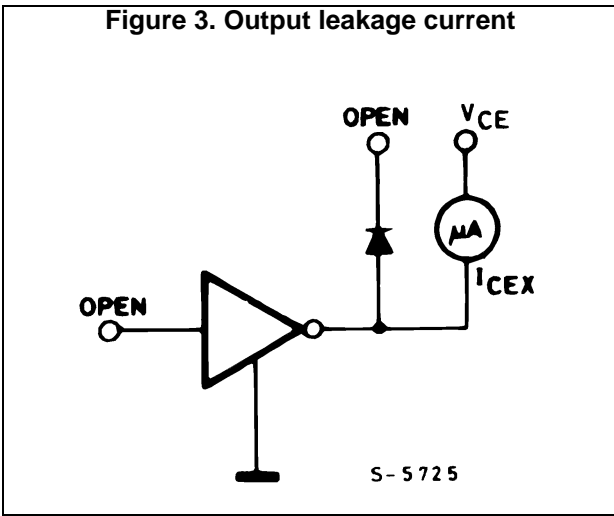 Figure 3. Output leakage current
OPEN
VCE
μA
ICEX
OPEN
S-5725